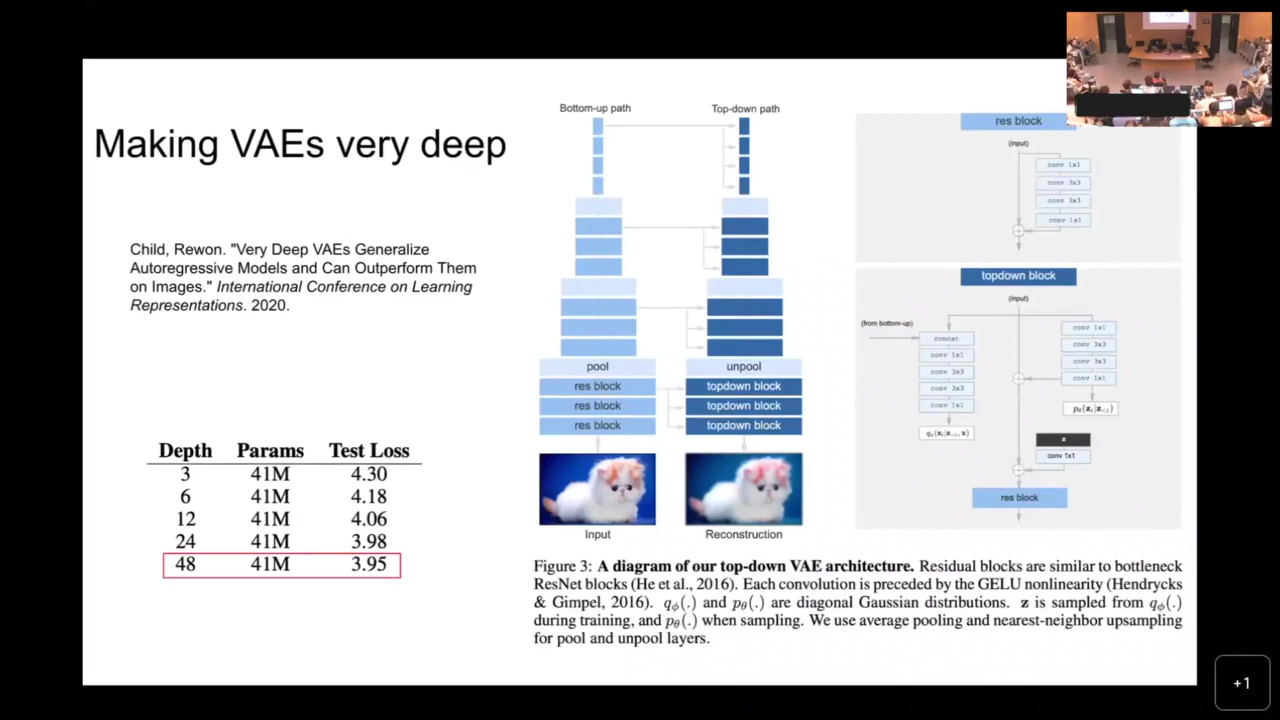 Making VAEs very deep
Child, Rewon. "Very Deep VAEs Generalize
Autoregressive Models and Can Outperform Them
on Images." International Conference on Learning
Representations. 2020.
Depth Params Test Loss
3 41M 4.30
6 41M 4.18
12 41M 4.06
24 41M 3.98
48 41M 3.95
Bottom-up path
Top-down path
pool
unpool
res block
topdown block
res block
topdown block
res block
topdown block
Input
Reconstruction
res block
(input)
conv 1x1
conv 3x3
conv 3x3
conv 1x1
topdown block
(input)
(from bottom-up)
concat
conv 1x1
conv 3x3
conv 3x3
conv 1x1
conv 1x1
conv 3x3
conv 3x3
conv 1x1
z
conv 1x1
res block
Figure 3: A diagram of our top-down VAE architecture. Residual blocks are similar to bottleneck
ResNet blocks (He et al., 2016). Each convolution is preceded by the GELU nonlinearity (Hendrycks
& Gimpel, 2016). qϕ(.) and pθ(.) are diagonal Gaussian distributions. z is sampled from qϕ(.)
during training, and pθ(.) when sampling. We use average pooling and nearest-neighbor upsampling
for pool and unpool layers.
+1